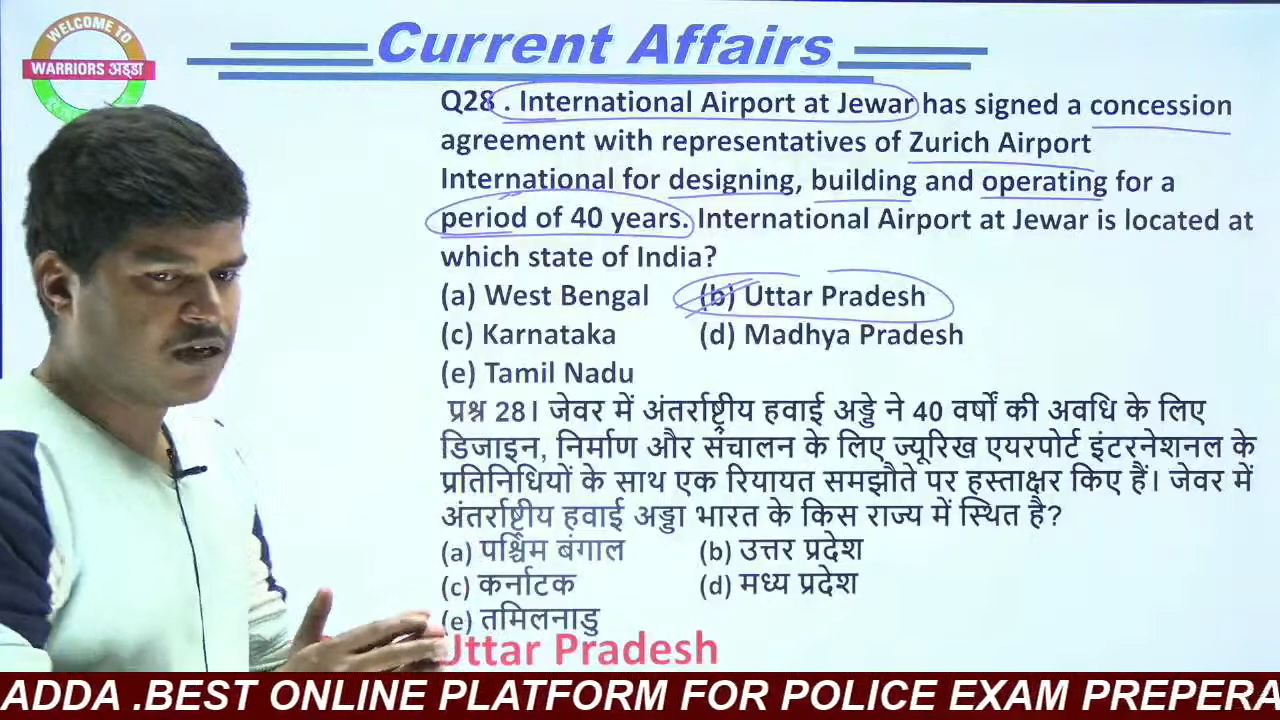 WELCOME TO
WARRIORS अड्डा
Current Affairs
Q28 . International Airport at Jewar has signed a concession
agreement with representatives of Zurich Airport
International for designing, building and operating for a
period of 40 years. International Airport at Jewar is located at
which state of India?
(a) West Bengal (b) Uttar Pradesh
(c) Karnataka (d) Madhya Pradesh
(e) Tamil Nadu
प्रश्न 28। जेवर में अंतर्राष्ट्रीय हवाई अड्डे ने 40 वर्षों की अवधि के लिए
डिजाइन, निर्माण और संचालन के लिए ज्यूरिख एयरपोर्ट इंटरनेशनल के
प्रतिनिधियों के साथ एक रियायत समझौते पर हस्ताक्षर किए हैं। जेवर में
अंतर्राष्ट्रीय हवाई अड्डा भारत के किस राज्य में स्थित है?
(a) पश्चिम बंगाल (b) उत्तर प्रदेश
(c) कर्नाटक (d) मध्य प्रदेश
(e) तमिलनाडु
Uttar Pradesh
ADDA .BEST ONLINE PLATFORM FOR POLICE EXAM PREPERA